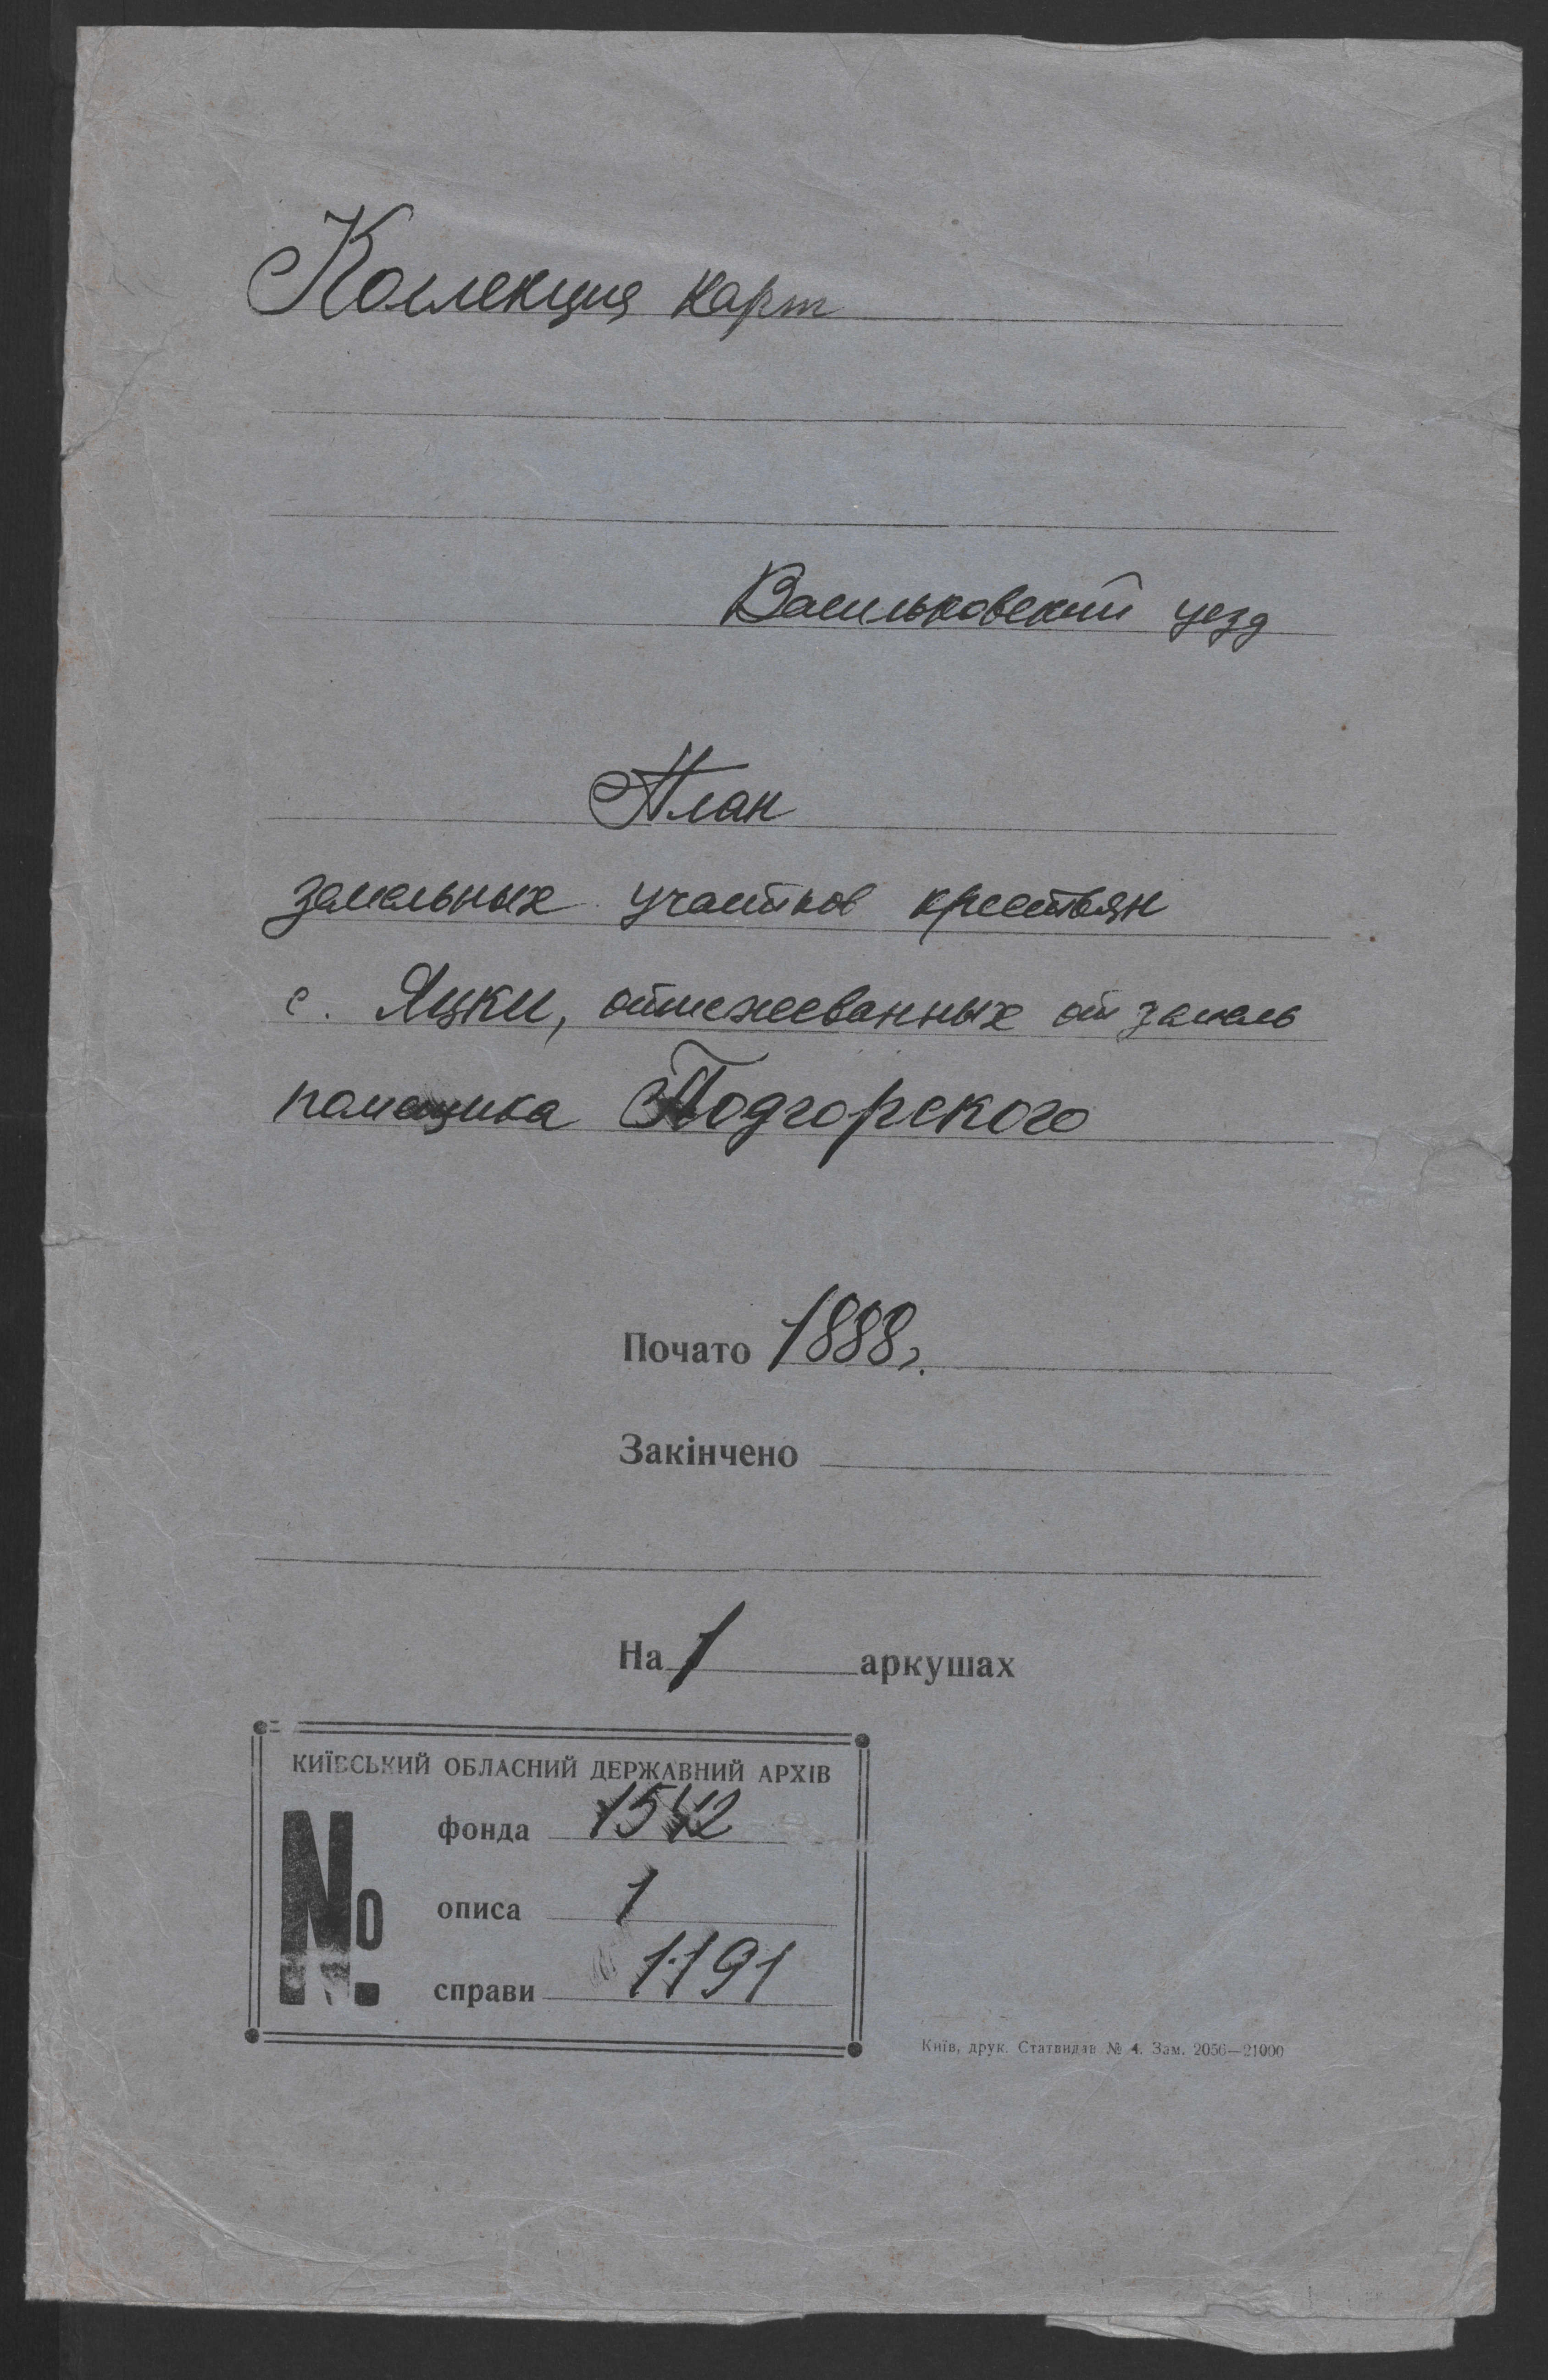 Коллекция карт
Васильковский уезд
План
земельных участков крестьян
с. Яцки, отмежеванных от земель
помещика Подгорского
Почато 1888 г.
Закінчено
На 1 аркушах
КИЇВСЬКИЙ ОБЛАСНИЙ ДЕРЖАВНИЙ АРХІВ
№
фонда 1542
описа 1
справи 1191
Київ, друк. Статвидав № 4. Зам. 2056—21000